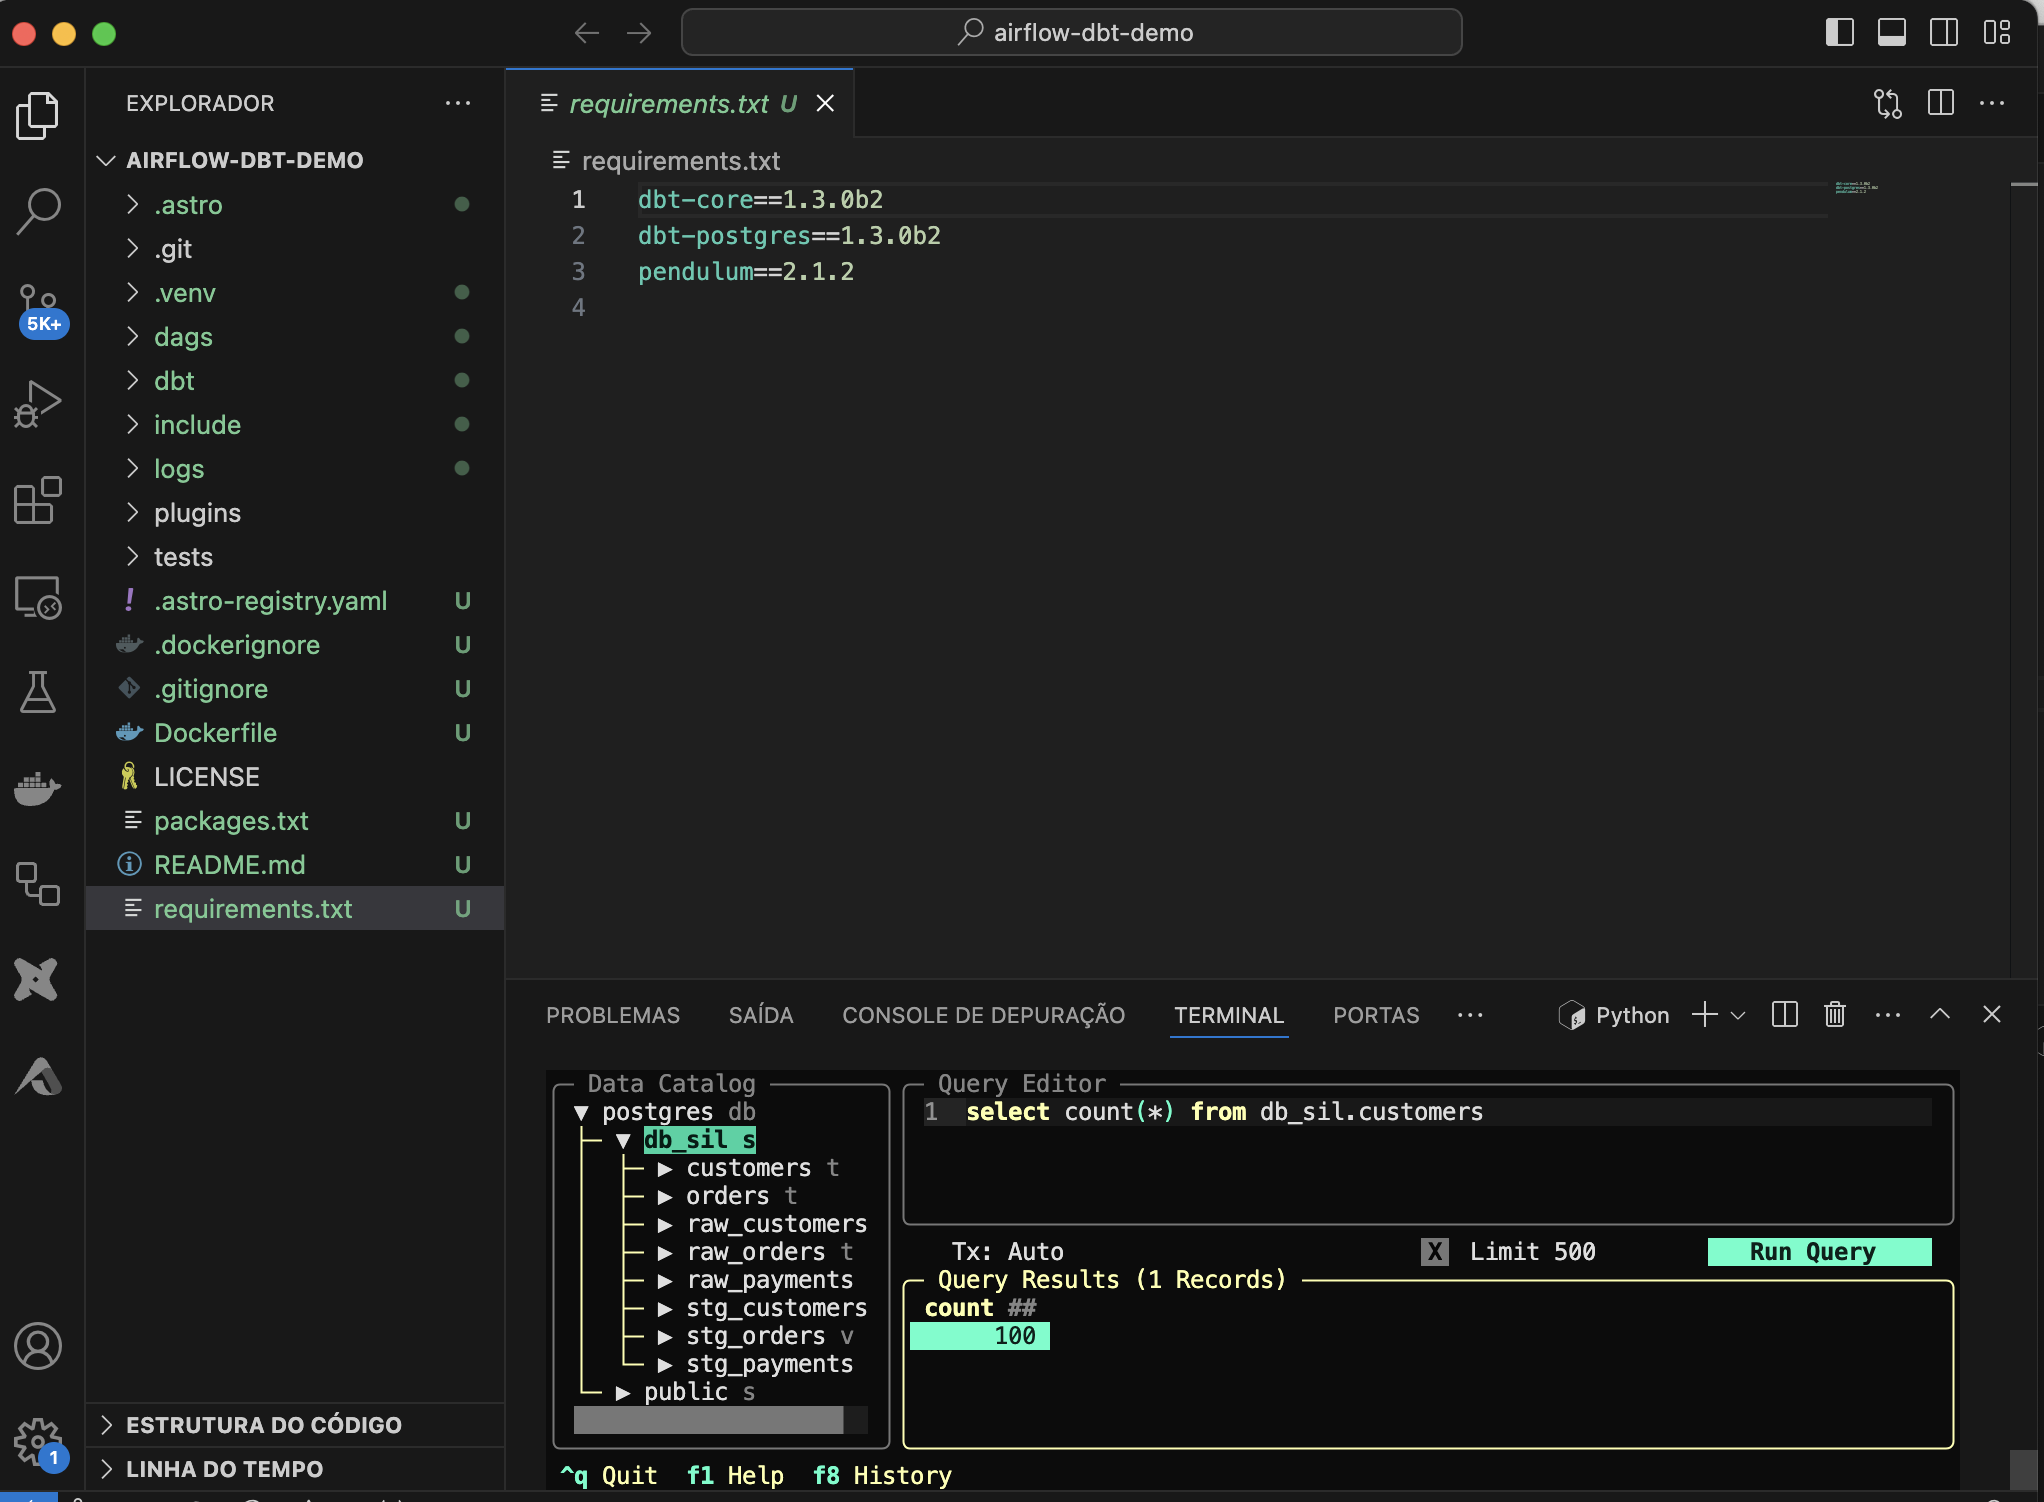 airflow-dbt-demo
EXPLORADOR
AIRFLOW-DBT-DEMO
.astro
.git
.venv
dags
dbt
include
logs
plugins
tests
.astro-registry.yaml U
.dockerignore U
.gitignore U
Dockerfile U
LICENSE
packages.txt U
README.md U
requirements.txt U
ESTRUTURA DO CÓDIGO
LINHA DO TEMPO
5K+
1
requirements.txt U
requirements.txt
1 dbt-core==1.3.0b2
2 dbt-postgres==1.3.0b2
3 pendulum==2.1.2
4
PROBLEMAS SAÍDA CONSOLE DE DEPURAÇÃO TERMINAL PORTAS
Python
Data Catalog
postgres db
db_sil s
customers t
orders t
raw_customers
raw_orders t
raw_payments
stg_customers
stg_orders v
stg_payments
public s
Query Editor
1 select count(*) from db_sil.customers
Tx: Auto X Limit 500 Run Query
Query Results (1 Records)
count ##
100
^q Quit f1 Help f8 History